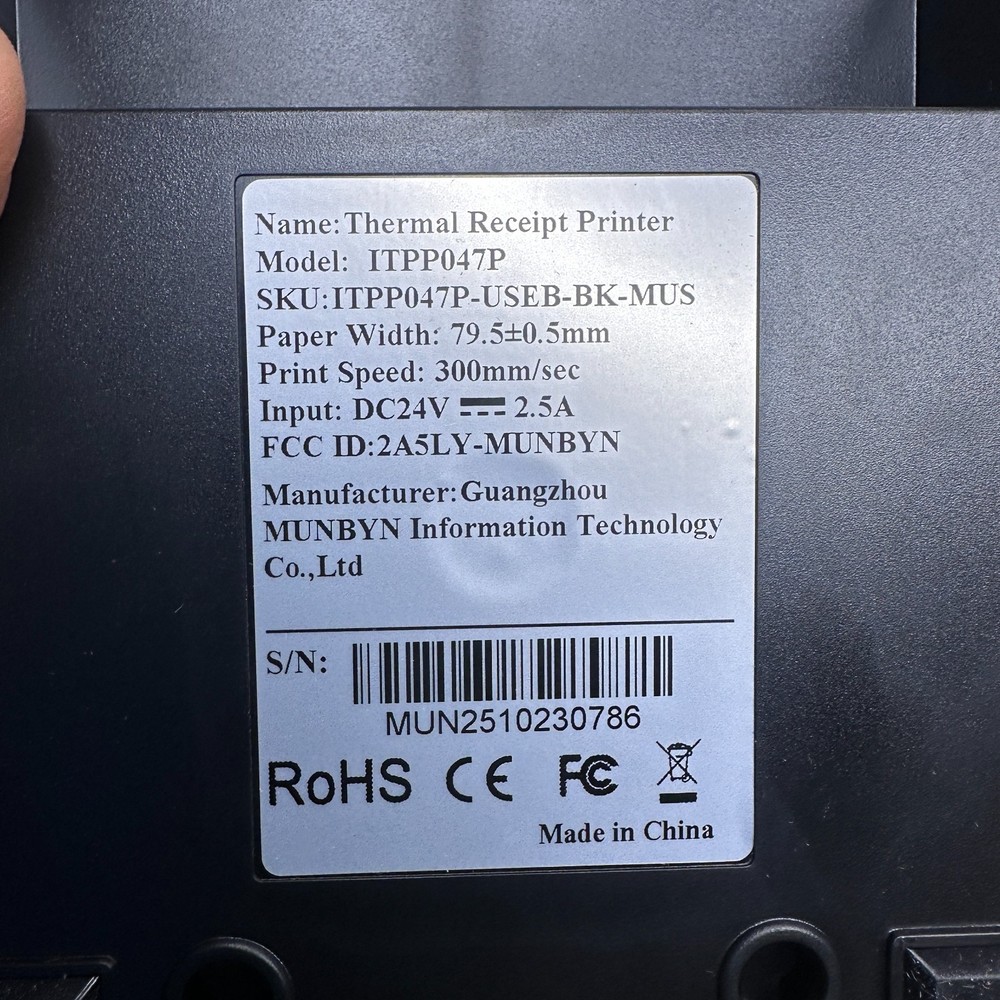 Name:Thermal Receipt Printer
Model: ITPP047P
SKU:ITPP047P-USEB-BK-MUS
Paper Width: 79.5±0.5mm
Print Speed: 300mm/sec
Input: DC24V ⎓ 2.5A
FCC ID:2A5LY-MUNBYN
Manufacturer:Guangzhou
MUNBYN Information Technology
Co.,Ltd
S/N:
MUN2510230786
RoHS CE FC
Made in China